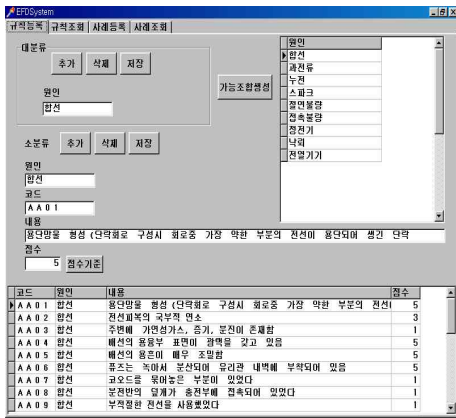 EFDSystem
규칙등록 규칙조회 사례등록 사례조회
대분류
추가 삭제 저장
원인
합선
가능조합생성
원인
합선
과전류
누전
스파크
절연불량
접촉불량
정전기
낙뢰
전열기기
소분류 추가 삭제 저장
원인
합선
코드
AA01
내용
용단망울 형성 (단락회로 구성시 회로중 가장 약한 부분의 전선이 용단되어 생긴 단락
점수
5 점수기준
코드 원인 내용 점수
AA01 합선 용단망울 형성 (단락회로 구성시 회로중 가장 약한 부분의 전선이 5
AA02 합선 전선피복의 국부적 연소 3
AA03 합선 주변에 가연성가스, 증기, 분진이 존재함 1
AA04 합선 배선의 용융부 표면이 광택을 갖고 있음 5
AA05 합선 배선의 용흔이 매우 조밀함 5
AA06 합선 퓨즈는 녹아서 분산되어 유리관 내벽에 부착되어 있음 5
AA07 합선 코오드를 묶어놓은 부분이 있었다 1
AA08 합선 분전반의 덮개가 충전부에 접촉되어 있었다 1
AA09 합선 부적절한 전선을 사용했었다 1